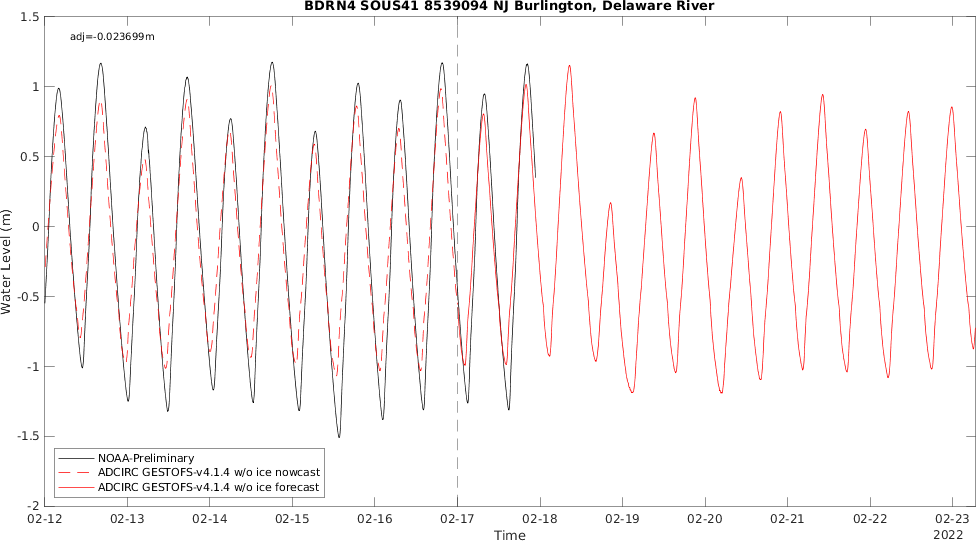 BDRN4 SOUS41 8539094 NJ Burlington, Delaware River
adj=-0.023699m
1.5
1
0.5
0
-0.5
-1
-1.5
-2
Water Level (m)
NOAA-Preliminary
ADCIRC GESTOFS-v4.1.4 w/o ice nowcast
ADCIRC GESTOFS-v4.1.4 w/o ice forecast
02-12 02-13 02-14 02-15 02-16 02-17 02-18 02-19 02-20 02-21 02-22 02-23
Time
2022